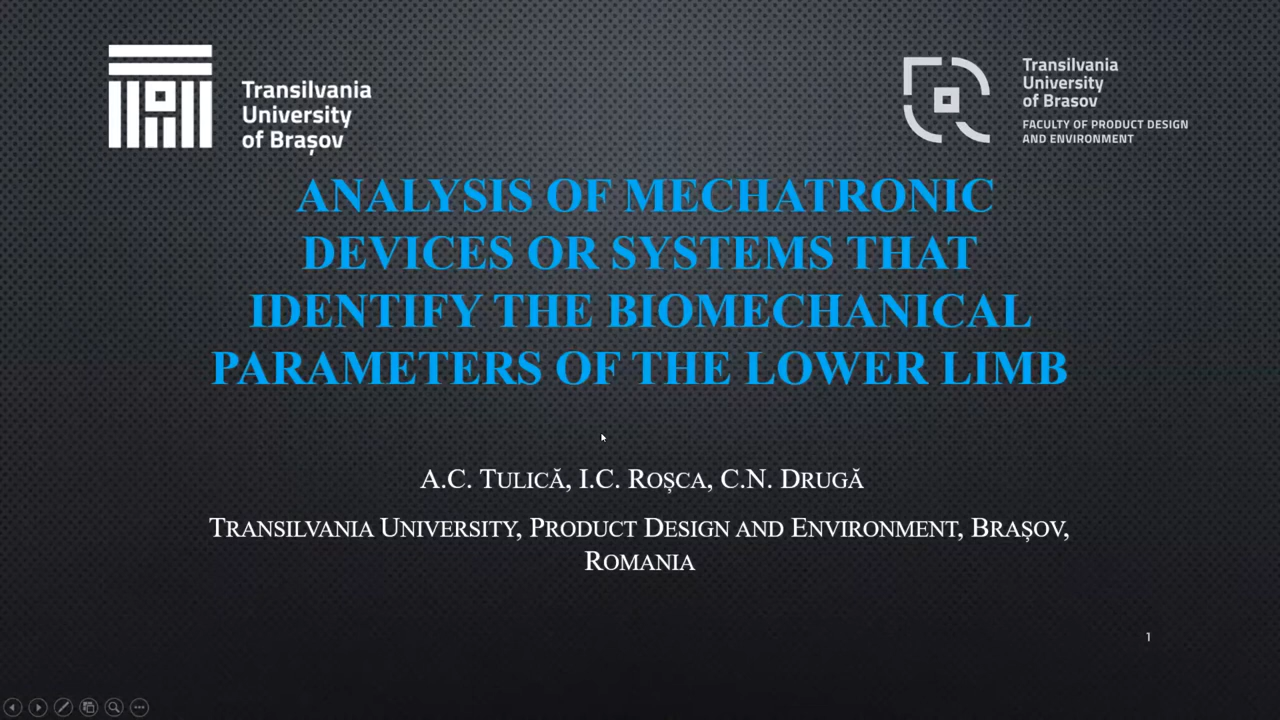 Transilvania
University
of Brașov
Transilvania
University
of Brasov
FACULTY OF PRODUCT DESIGN
AND ENVIRONMENT
ANALYSIS OF MECHATRONIC
DEVICES OR SYSTEMS THAT
IDENTIFY THE BIOMECHANICAL
PARAMETERS OF THE LOWER LIMB
A.C. TULICĂ, I.C. ROȘCA, C.N. DRUGĂ
TRANSILVANIA UNIVERSITY, PRODUCT DESIGN AND ENVIRONMENT, BRAȘOV,
ROMANIA
1